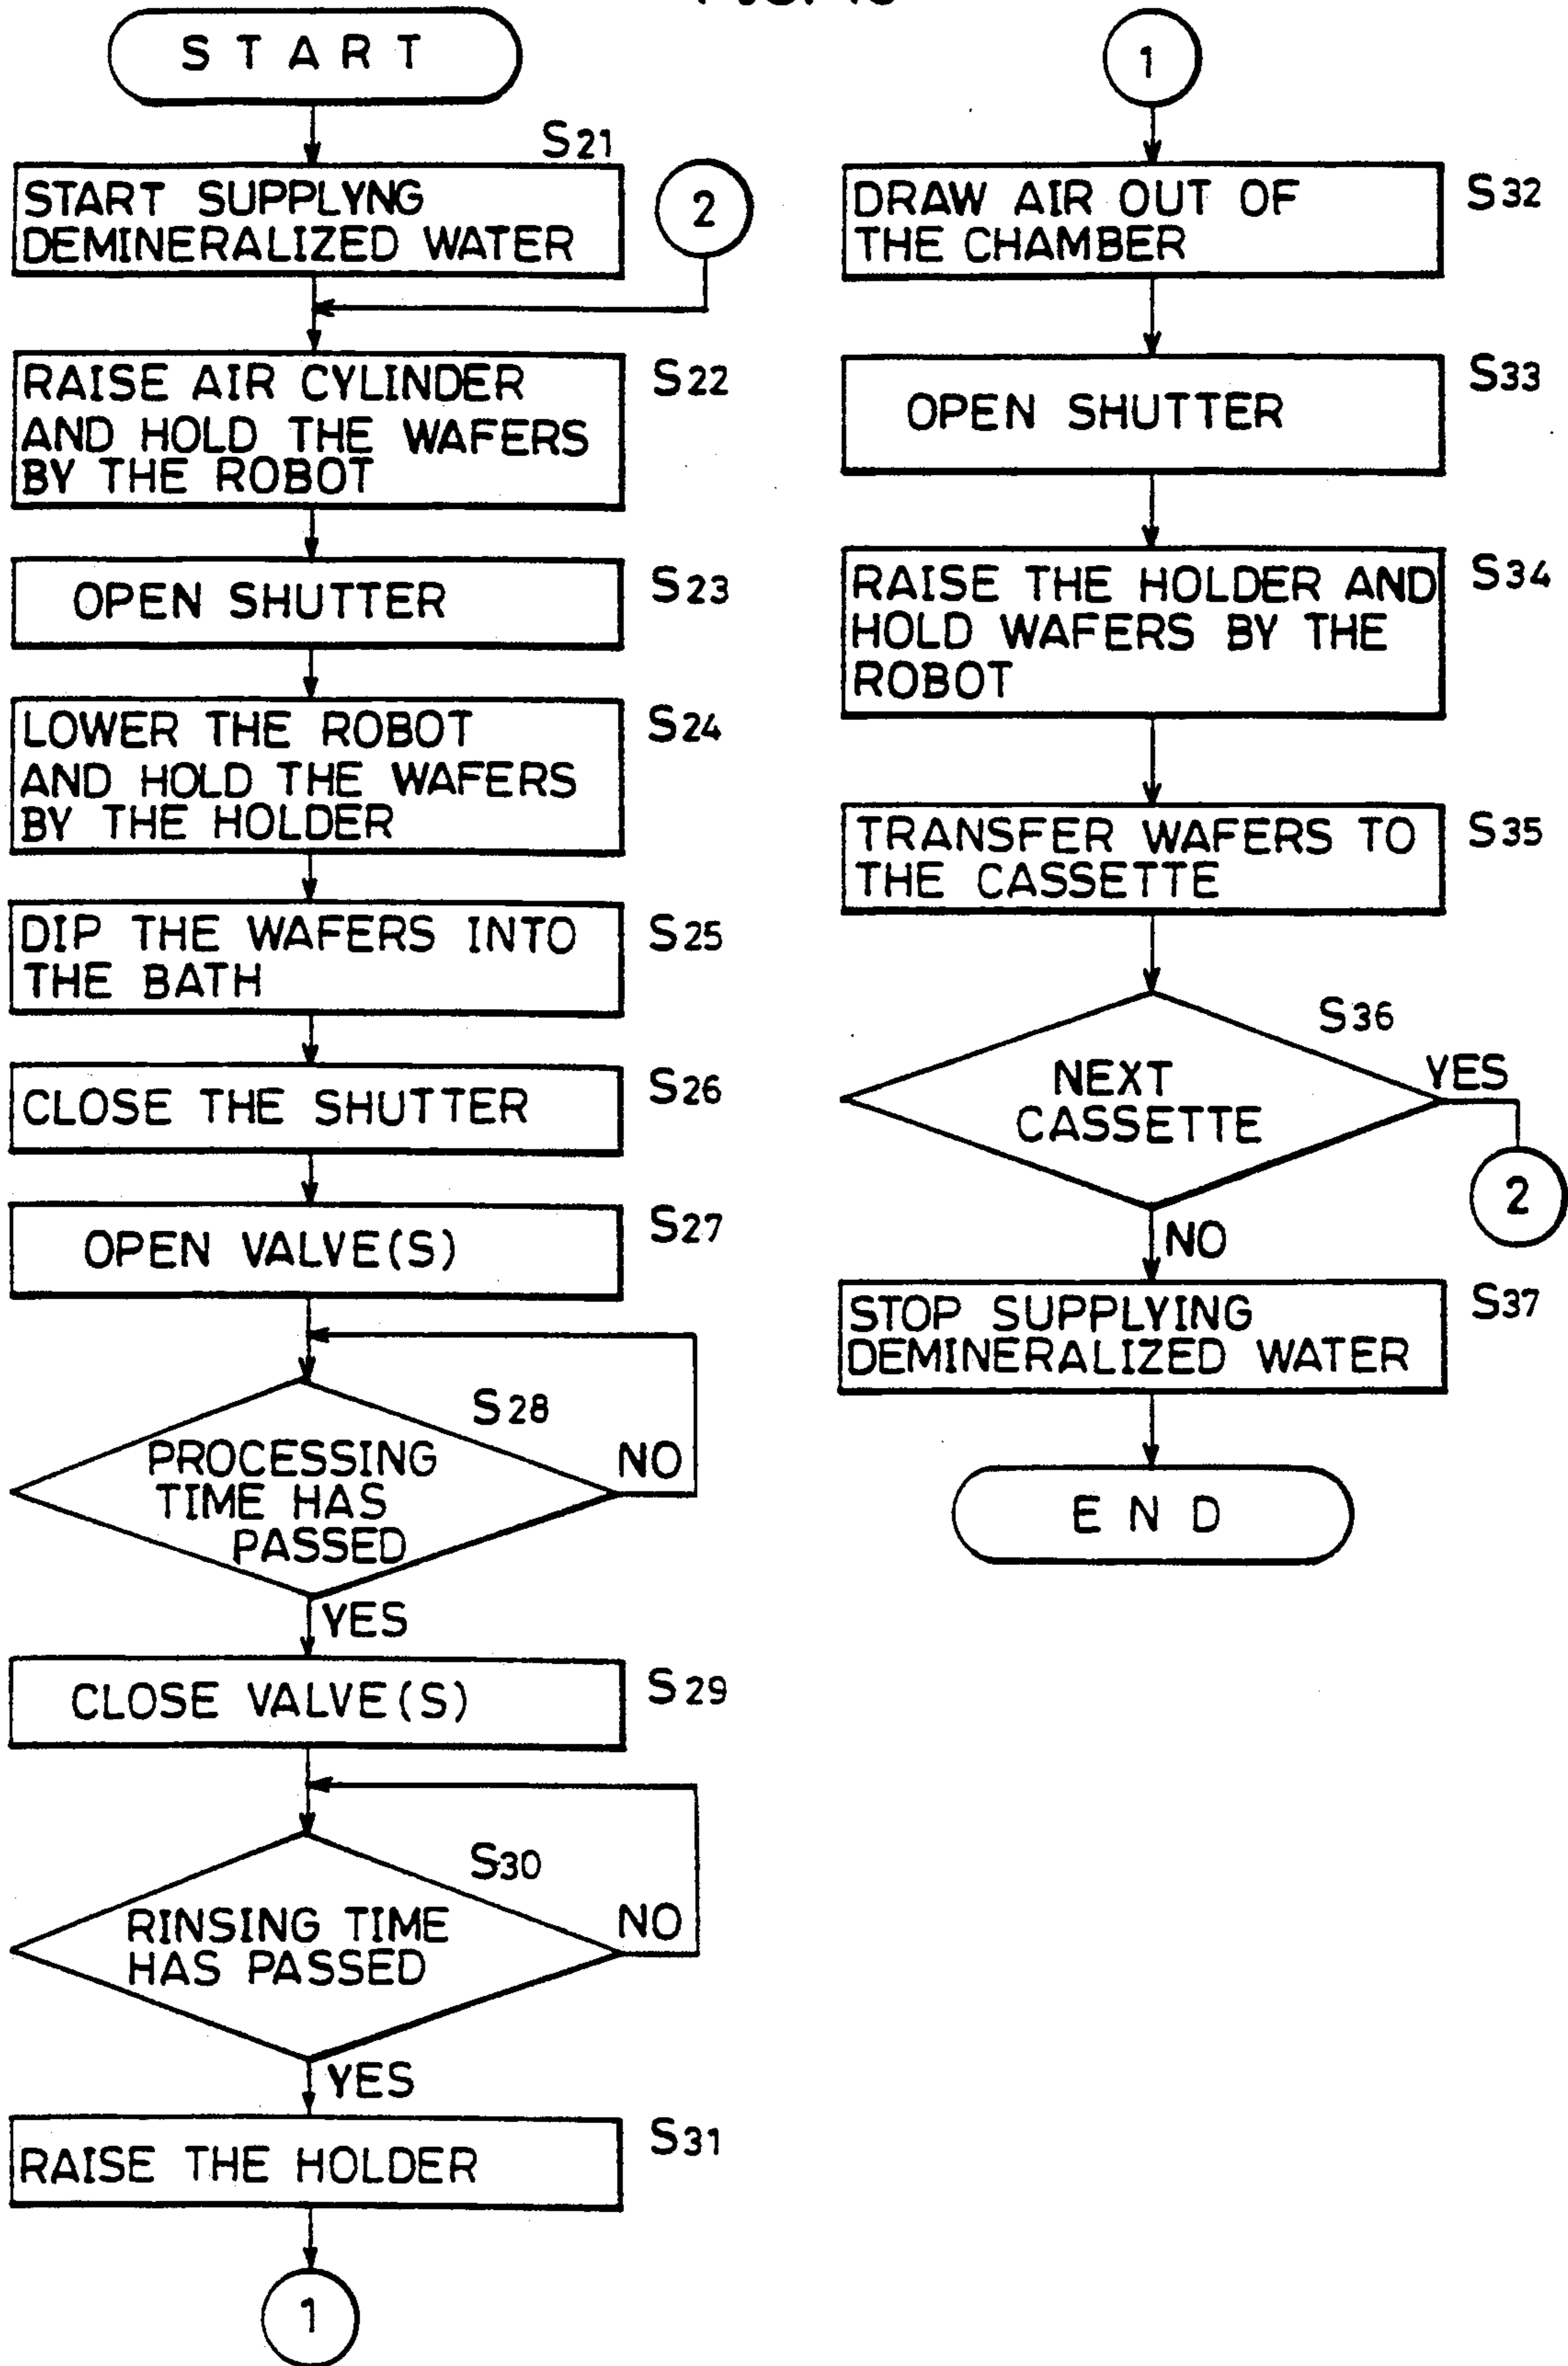 START
S21
START SUPPLYNG
DEMINERALIZED WATER
2
S22
RAISE AIR CYLINDER
AND HOLD THE WAFERS
BY THE ROBOT
S23
OPEN SHUTTER
S24
LOWER THE ROBOT
AND HOLD THE WAFERS
BY THE HOLDER
S25
DIP THE WAFERS INTO
THE BATH
S26
CLOSE THE SHUTTER
S27
OPEN VALVE(S)
S28
PROCESSING
TIME HAS
PASSED
NO
YES
S29
CLOSE VALVE(S)
S30
RINSING TIME
HAS PASSED
NO
YES
S31
RAISE THE HOLDER
1
1
S32
DRAW AIR OUT OF
THE CHAMBER
S33
OPEN SHUTTER
S34
RAISE THE HOLDER AND
HOLD WAFERS BY THE
ROBOT
S35
TRANSFER WAFERS TO
THE CASSETTE
S36
NEXT
CASSETTE
YES
2
NO
S37
STOP SUPPLYING
DEMINERALIZED WATER
END